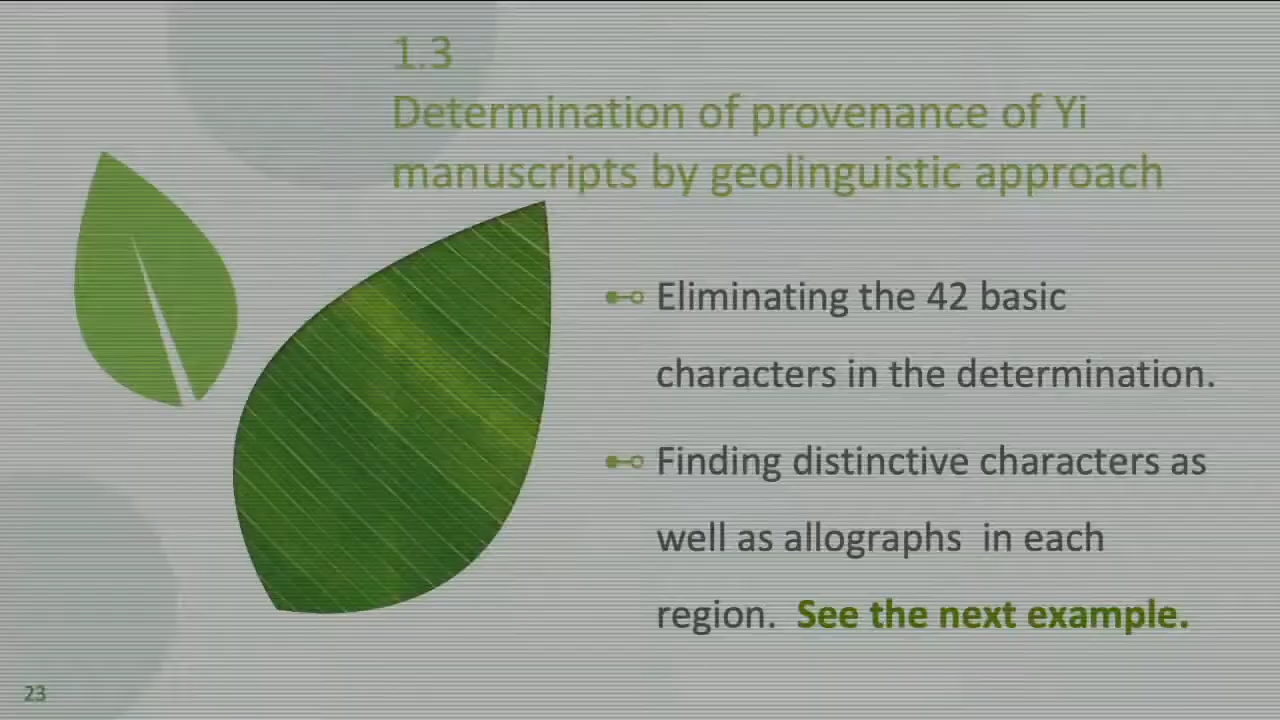 1.3
Determination of provenance of Yi
manuscripts by geolinguistic approach
Eliminating the 42 basic
characters in the determination.
Finding distinctive characters as
well as allographs in each
region. See the next example.
23